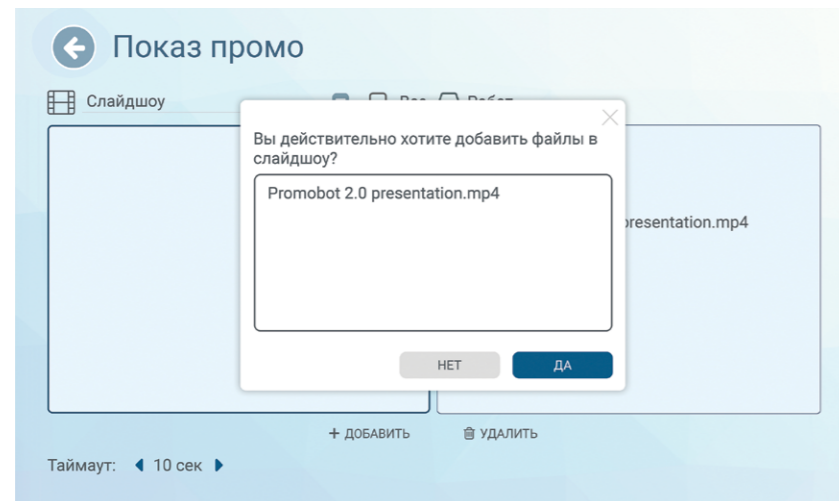 Показ промо
Слайдшоу
Вы действительно хотите добавить файлы в
слайдшоу?
Promobot 2.0 presentation.mp4
presentation.mp4
НЕТ
ДА
+ ДОБАВИТЬ
УДАЛИТЬ
Таймаут: 10 сек